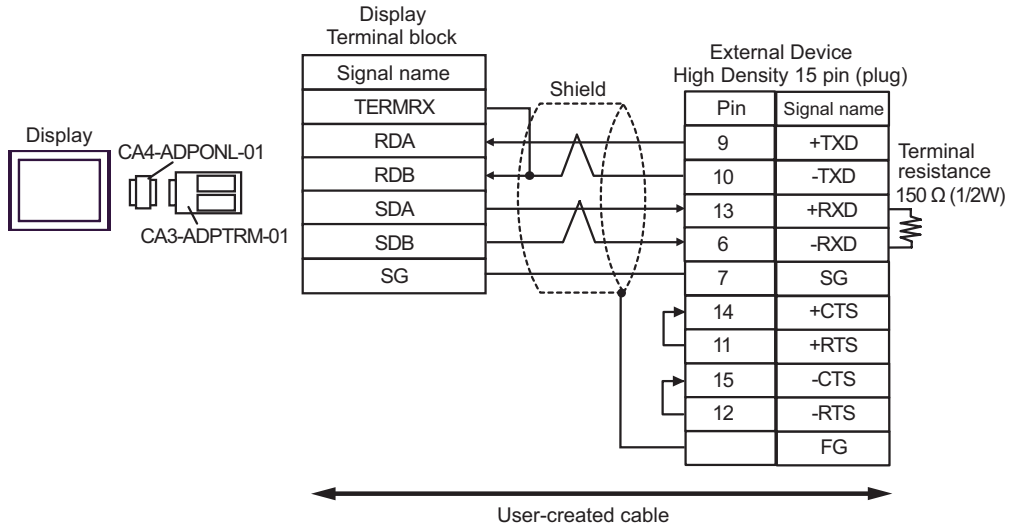 Display
Terminal block
Signal name
TERMRX
RDA
RDB
SDA
SDB
SG
Shield
Display
CA4-ADPONL-01
CA3-ADPTRM-01
External Device
High Density 15 pin (plug)
Pin Signal name
9 +TXD
10 -TXD
13 +RXD
6 -RXD
7 SG
14 +CTS
11 +RTS
15 -CTS
12 -RTS
FG
Terminal
resistance
150 Ω (1/2W)
User-created cable